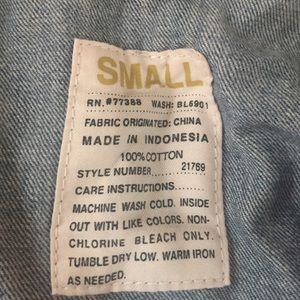 SMALL
RN.#77388 WASH: BL6901
FABRIC ORIGINATED: CHINA
MADE IN INDONESIA
100% COTTON
STYLE NUMBER............21769
CARE INSTRUCTIONS.......
MACHINE WASH COLD. INSIDE
OUT WITH LIKE COLORS. NON-
CHLORINE BLEACH ONLY.
TUMBLE DRY LOW. WARM IRON
AS NEEDED.